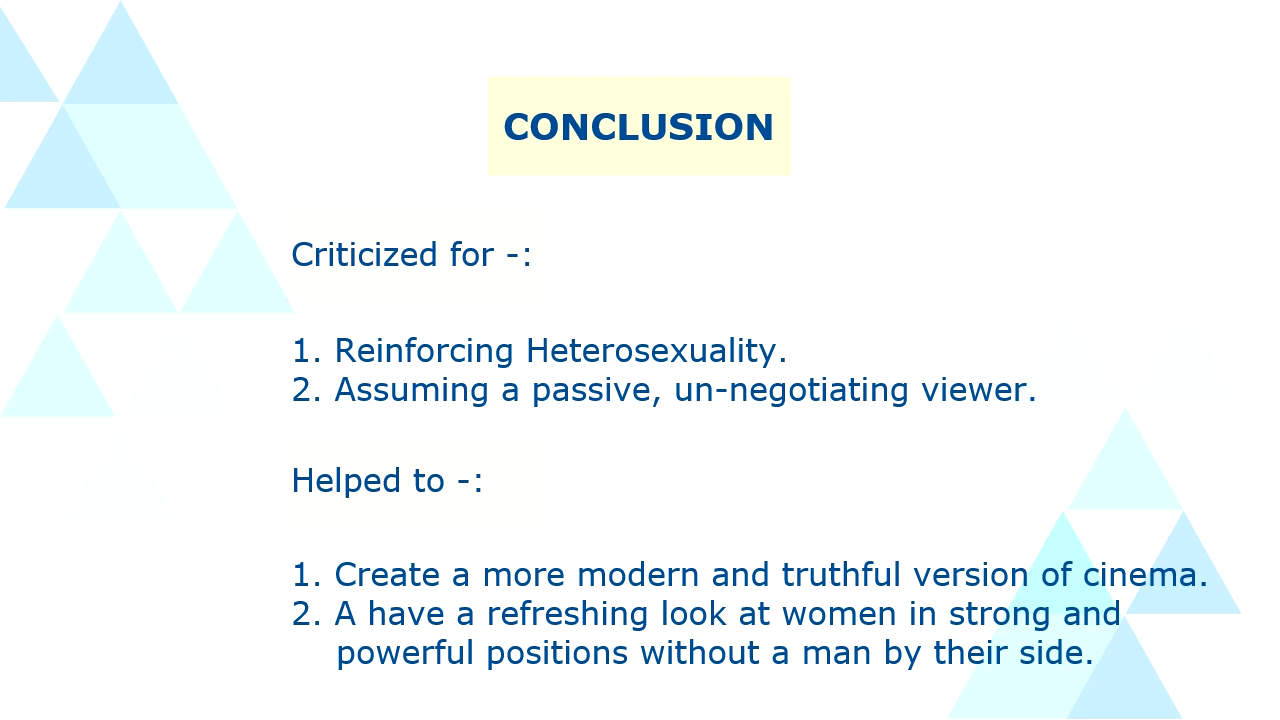 CONCLUSION
Criticized for -:
1. Reinforcing Heterosexuality.
2. Assuming a passive, un-negotiating viewer.
Helped to -:
1. Create a more modern and truthful version of cinema.
2. A have a refreshing look at women in strong and
powerful positions without a man by their side.